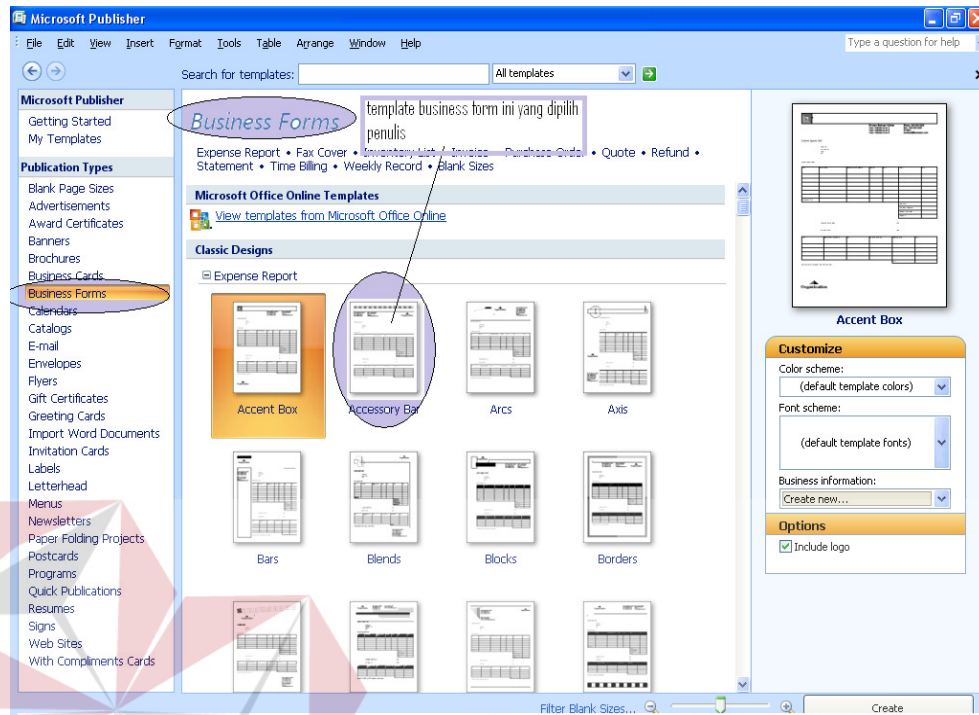 Microsoft Publisher
File Edit View Insert Format Tools Table Arrange Window Help
Type a question for help
Search for templates:
All templates
Microsoft Publisher
Getting Started
My Templates
Publication Types
Blank Page Sizes
Advertisements
Award Certificates
Banners
Brochures
Business Cards
Business Forms
Calendars
Catalogs
E-mail
Envelopes
Flyers
Gift Certificates
Greeting Cards
Import Word Documents
Invitation Cards
Labels
Letterhead
Menus
Newsletters
Paper Folding Projects
Postcards
Programs
Quick Publications
Resumes
Signs
Web Sites
With Compliments Cards
Business Forms
template business form ini yang dipilih
penulis
Expense Report • Fax Cover • Inventory List • Invoice • Purchase Order • Quote • Refund •
Statement • Time Billing • Weekly Record • Blank Sizes
Microsoft Office Online Templates
View templates from Microsoft Office Online
Classic Designs
Expense Report
Accent Box
Accessory Bar
Arcs
Axis
Bars
Blends
Blocks
Borders
Filter Blank Sizes...
Organization
Accent Box
Customize
Color scheme:
(default template colors)
Font scheme:
(default template fonts)
Business information:
Create new...
Options
Include logo
Create